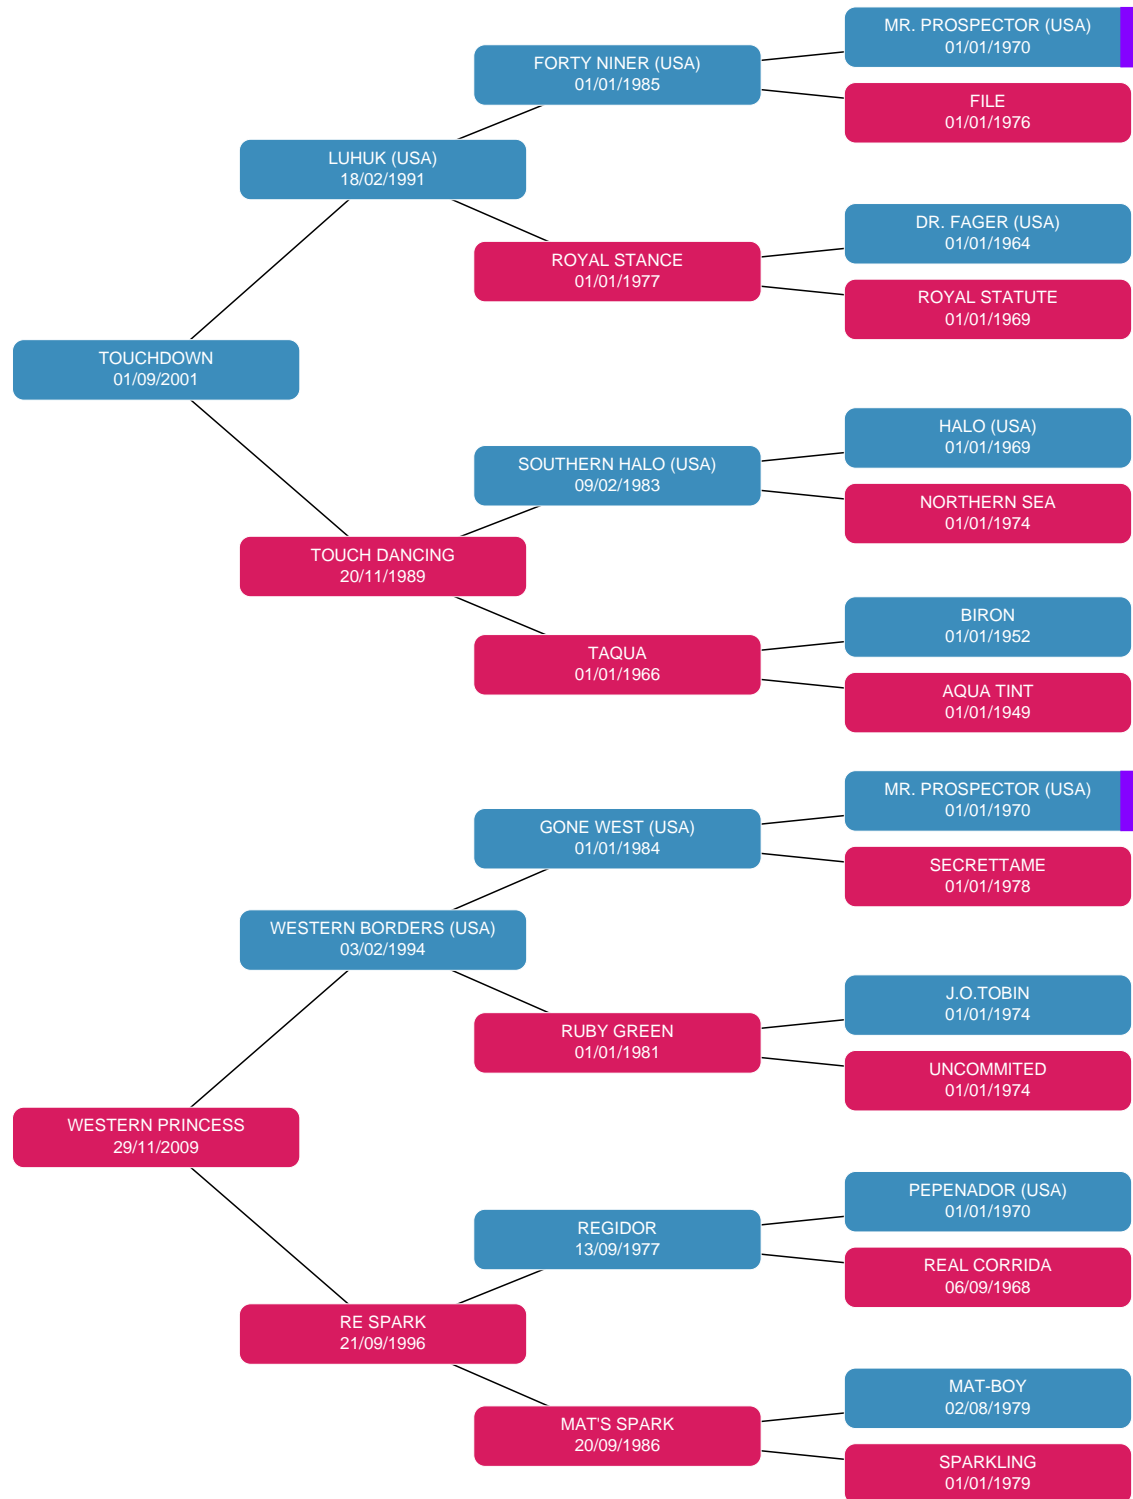 MR. PROSPECTOR (USA)
01/01/1970
FORTY NINER (USA)
01/01/1985
FILE
01/01/1976
LUHUK (USA)
18/02/1991
DR. FAGER (USA)
01/01/1964
ROYAL STANCE
01/01/1977
ROYAL STATUTE
01/01/1969
TOUCHDOWN
01/09/2001
HALO (USA)
01/01/1969
SOUTHERN HALO (USA)
09/02/1983
NORTHERN SEA
01/01/1974
TOUCH DANCING
20/11/1989
BIRON
01/01/1952
TAQUA
01/01/1966
AQUA TINT
01/01/1949
MR. PROSPECTOR (USA)
01/01/1970
GONE WEST (USA)
01/01/1984
SECRETTAME
01/01/1978
WESTERN BORDERS (USA)
03/02/1994
J.O.TOBIN
01/01/1974
RUBY GREEN
01/01/1981
UNCOMMITED
01/01/1974
WESTERN PRINCESS
29/11/2009
PEPENADOR (USA)
01/01/1970
REGIDOR
13/09/1977
REAL CORRIDA
06/09/1968
RE SPARK
21/09/1996
MAT-BOY
02/08/1979
MAT'S SPARK
20/09/1986
SPARKLING
01/01/1979